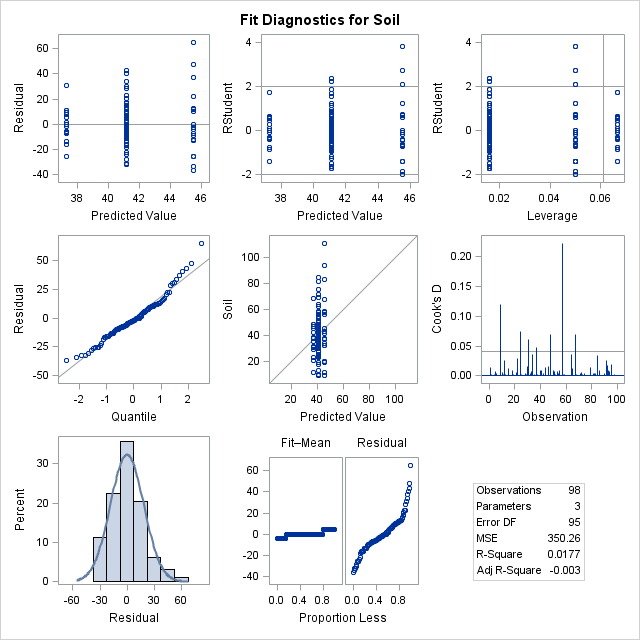 Fit Diagnostics for Soil
Residual
60
40
20
0
-20
-40
38 40 42 44 46
Predicted Value
RStudent
4
2
0
-2
38 40 42 44 46
Predicted Value
RStudent
4
2
0
-2
0.02 0.04 0.06
Leverage
Residual
50
25
0
-25
-50
-2 -1 0 1 2
Quantile
Soil
100
80
60
40
20
20 40 60 80 100
Predicted Value
Cook's D
0.20
0.15
0.10
0.05
0.00
0 20 40 60 80 100
Observation
Percent
30
20
10
0
-60 -30 0 30 60
Residual
Fit–Mean Residual
60
40
20
0
-20
-40
0.0 0.4 0.8 0.0 0.4 0.8
Proportion Less
Observations 98
Parameters 3
Error DF 95
MSE 350.26
R-Square 0.0177
Adj R-Square -0.003